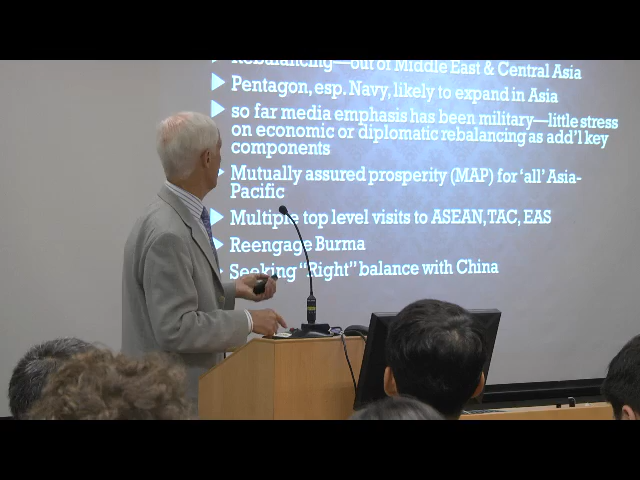 Rebalancing—out of Middle East & Central Asia
Pentagon, esp. Navy, likely to expand in Asia
so far media emphasis has been military—little stress
on economic or diplomatic rebalancing as add'l key
components
Mutually assured prosperity (MAP) for 'all' Asia-
Pacific
Multiple top level visits to ASEAN, TAC, EAS
Reengage Burma
Seeking "Right" balance with China